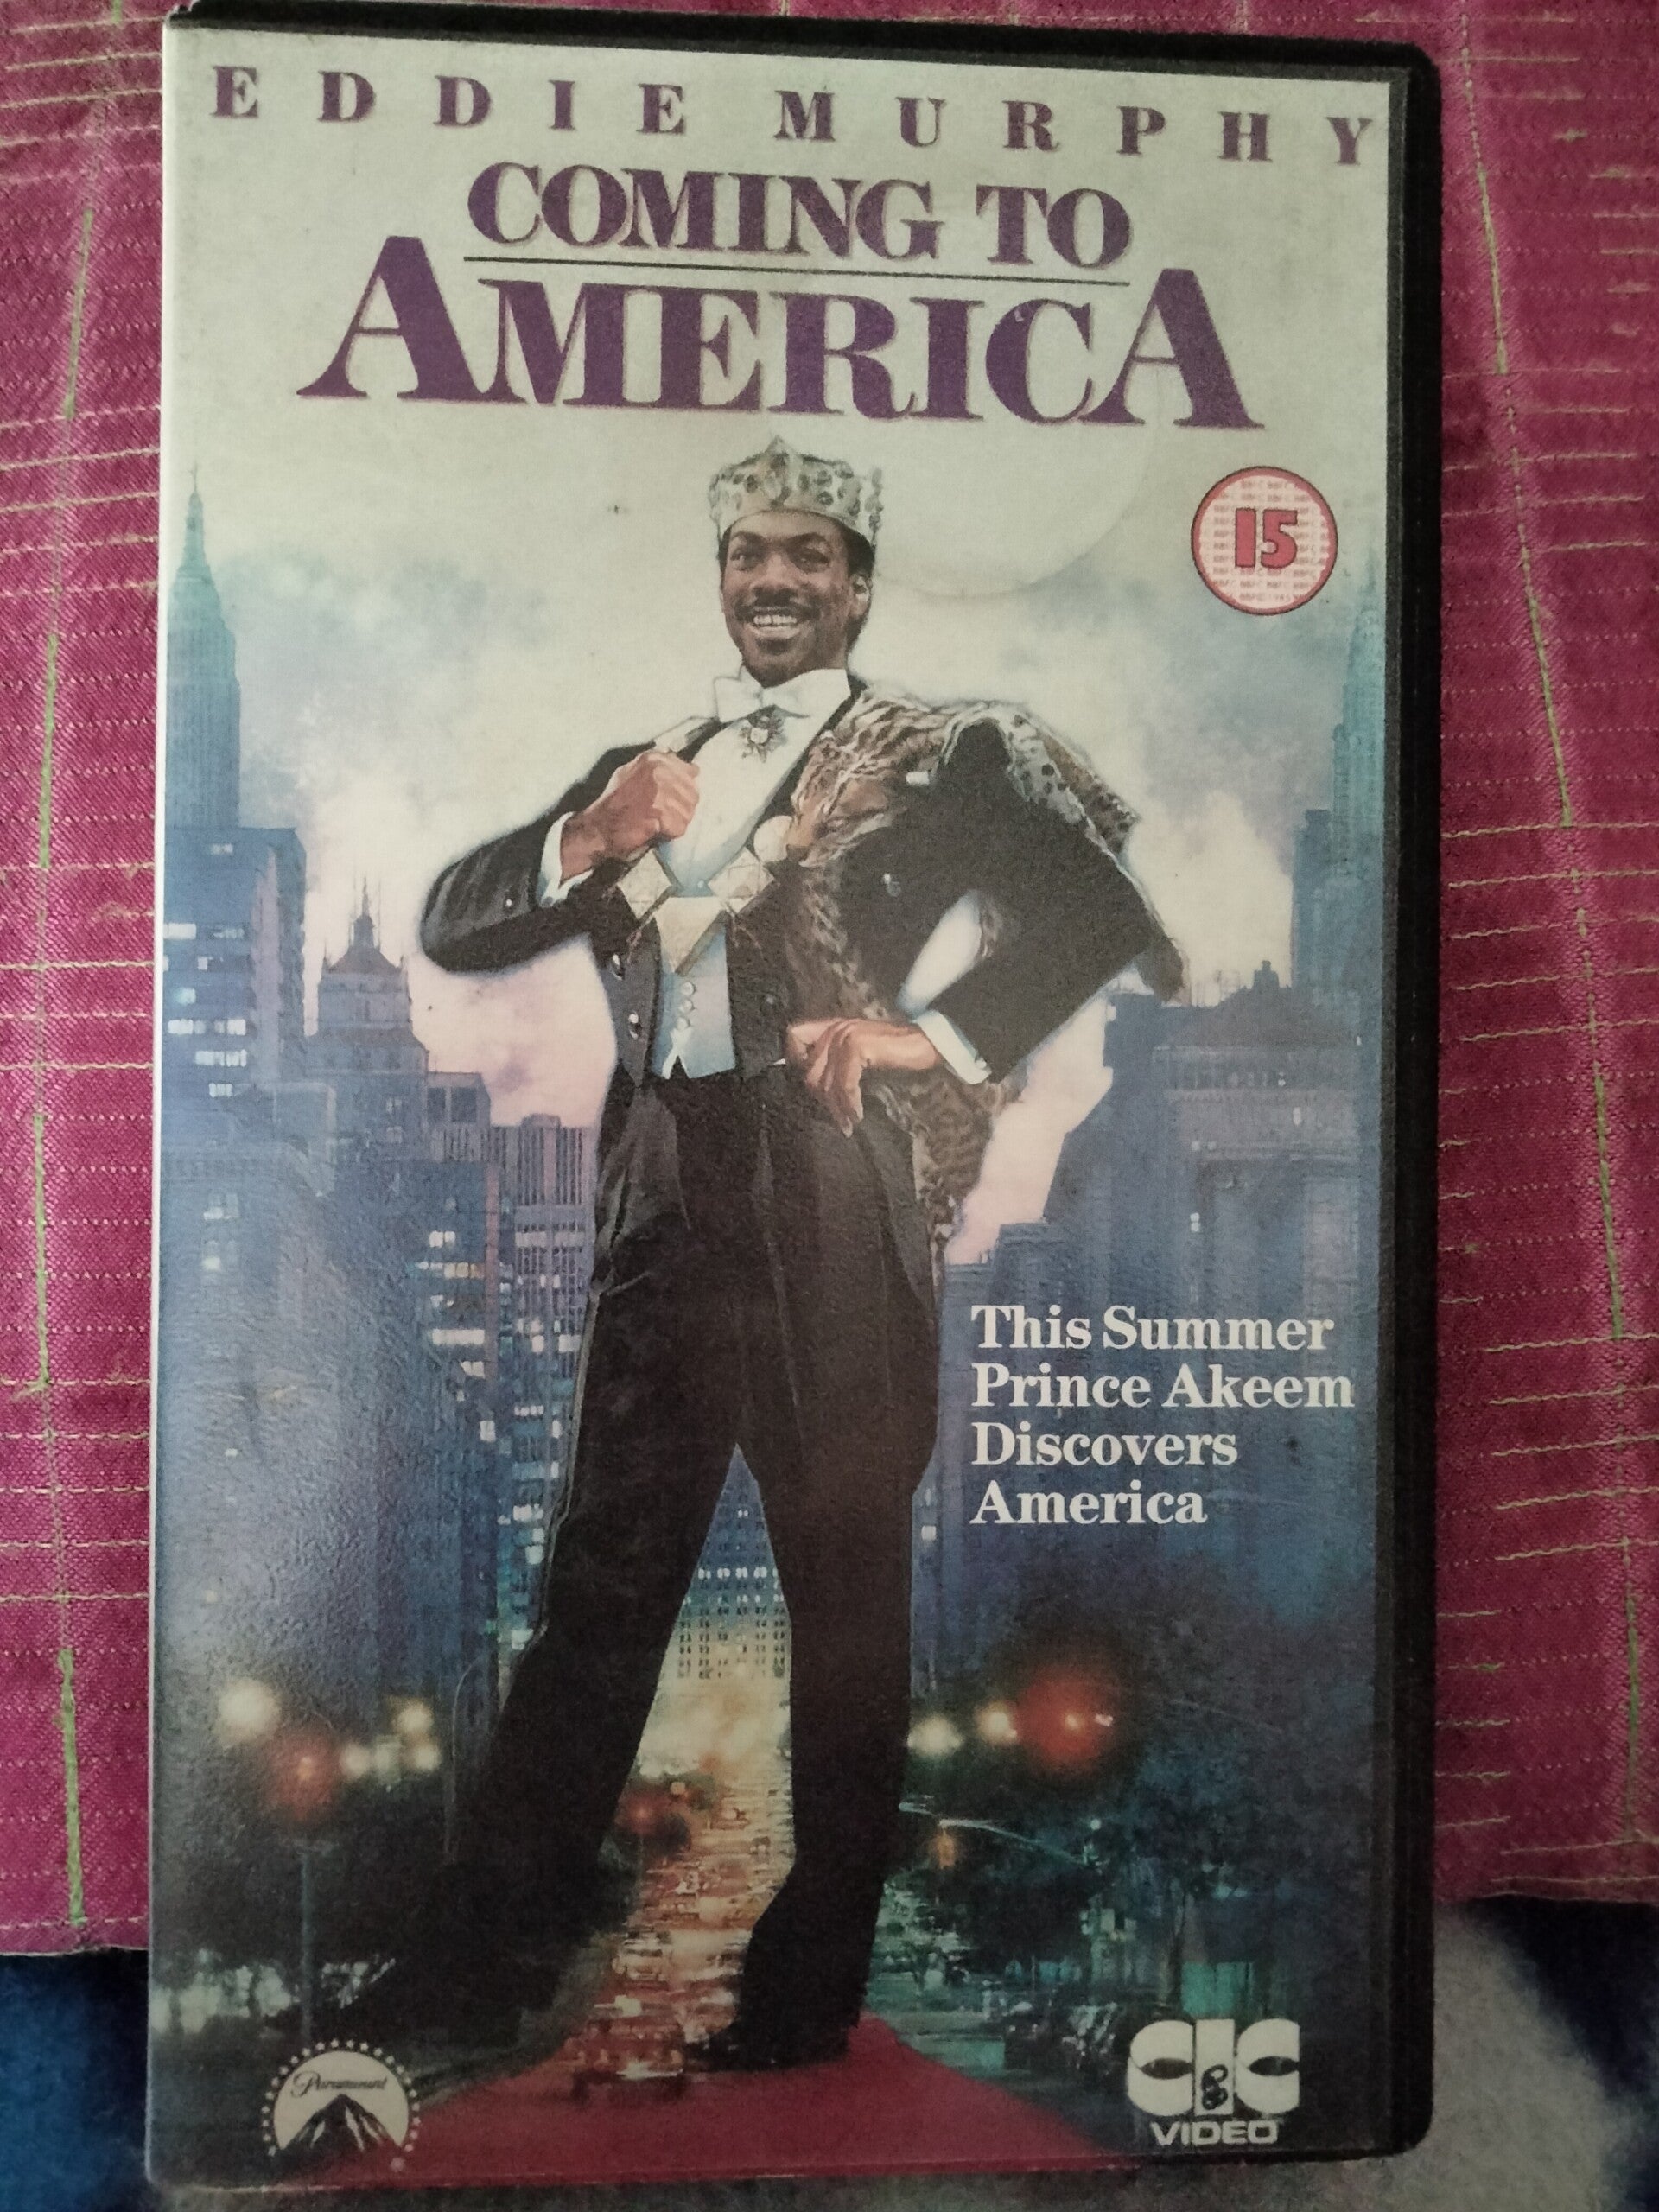 EDDIE MURPHY
COMING TO
AMERICA
15
This Summer
Prince Akeem
Discovers
America
Paramount
CIC
VIDEO